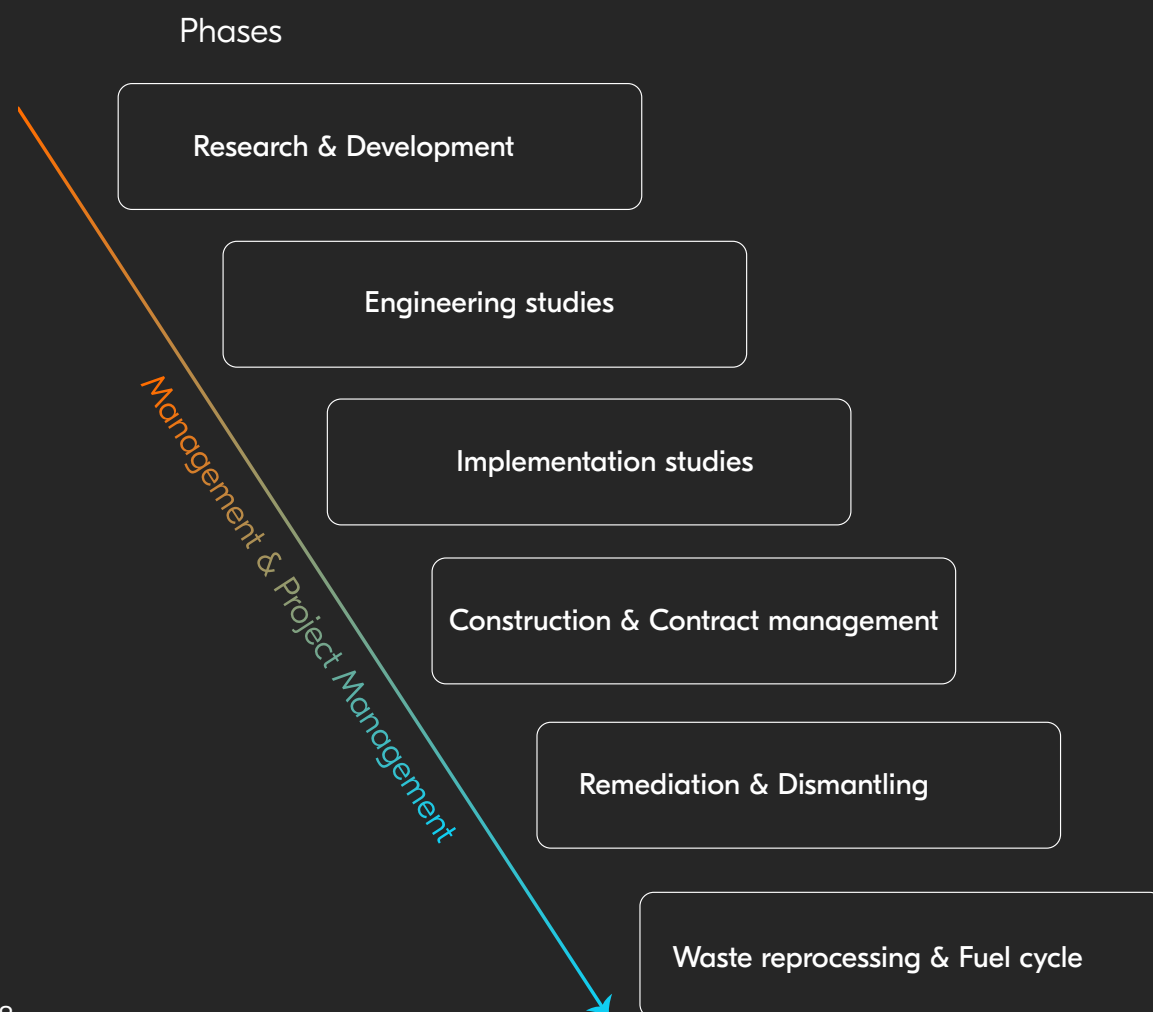 Phases
Research & Development
Engineering studies
Implementation studies
Management & Project Management
Construction & Contract management
Remediation & Dismantling
Waste reprocessing & Fuel cycle